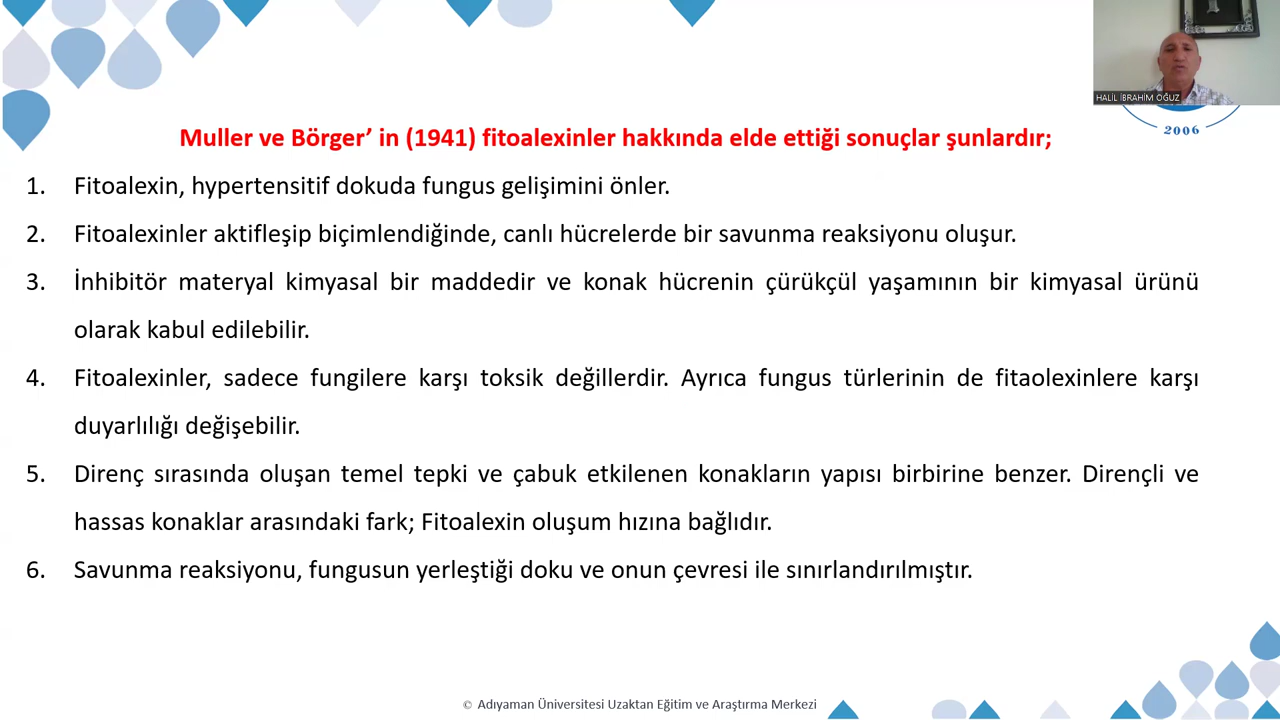 HALİL İBRAHİM OĞUZ
2006
Muller ve Börger’ in (1941) fitoalexinler hakkında elde ettiği sonuçlar şunlardır;
1. Fitoalexin, hypertensitif dokuda fungus gelişimini önler.
2. Fitoalexinler aktifleşip biçimlendiğinde, canlı hücrelerde bir savunma reaksiyonu oluşur.
3. İnhibitör materyal kimyasal bir maddedir ve konak hücrenin çürükçül yaşamının bir kimyasal ürünü
olarak kabul edilebilir.
4. Fitoalexinler, sadece fungilere karşı toksik değillerdir. Ayrıca fungus türlerinin de fitaolexinlere karşı
duyarlılığı değişebilir.
5. Direnç sırasında oluşan temel tepki ve çabuk etkilenen konakların yapısı birbirine benzer. Dirençli ve
hassas konaklar arasındaki fark; Fitoalexin oluşum hızına bağlıdır.
6. Savunma reaksiyonu, fungusun yerleştiği doku ve onun çevresi ile sınırlandırılmıştır.
© Adıyaman Üniversitesi Uzaktan Eğitim ve Araştırma Merkezi